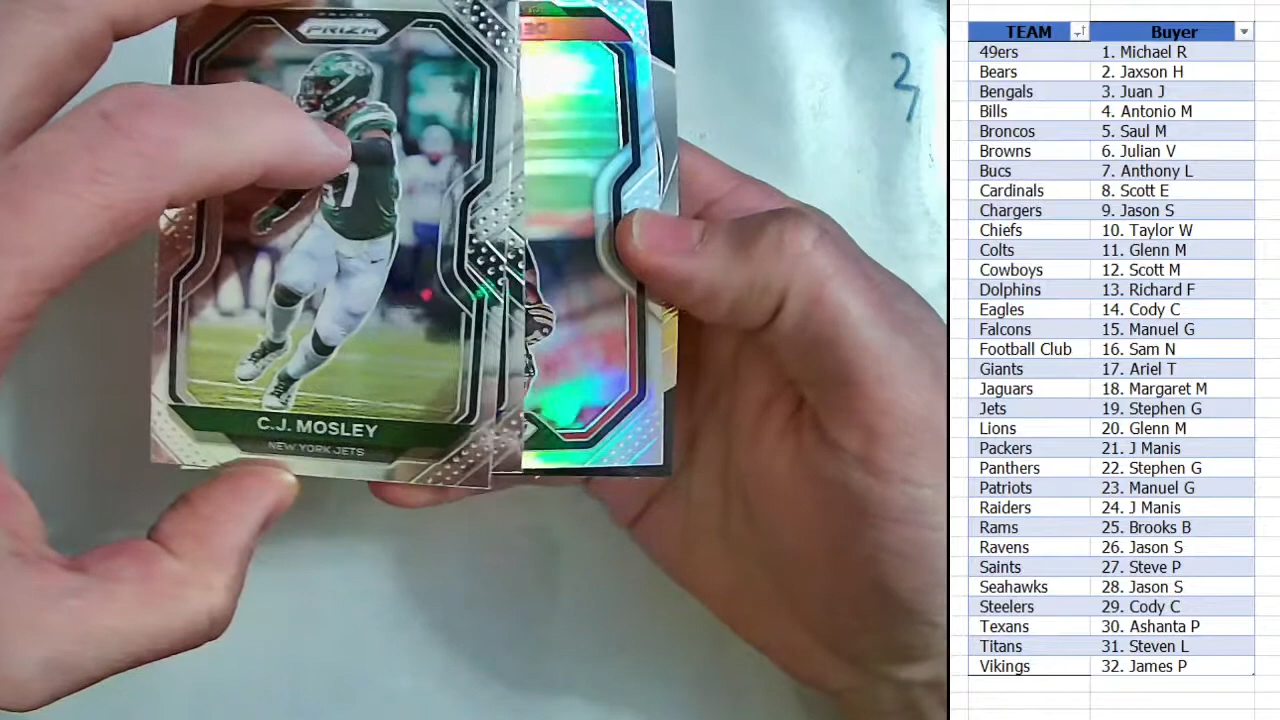 PRIZM
C.J. MOSLEY
NEW YORK JETS
TEAM Buyer
49ers 1. Michael R
Bears 2. Jaxson H
Bengals 3. Juan J
Bills 4. Antonio M
Broncos 5. Saul M
Browns 6. Julian V
Bucs 7. Anthony L
Cardinals 8. Scott E
Chargers 9. Jason S
Chiefs 10. Taylor W
Colts 11. Glenn M
Cowboys 12. Scott M
Dolphins 13. Richard F
Eagles 14. Cody C
Falcons 15. Manuel G
Football Club 16. Sam N
Giants 17. Ariel T
Jaguars 18. Margaret M
Jets 19. Stephen G
Lions 20. Glenn M
Packers 21. J Manis
Panthers 22. Stephen G
Patriots 23. Manuel G
Raiders 24. J Manis
Rams 25. Brooks B
Ravens 26. Jason S
Saints 27. Steve P
Seahawks 28. Jason S
Steelers 29. Cody C
Texans 30. Ashanta P
Titans 31. Steven L
Vikings 32. James P